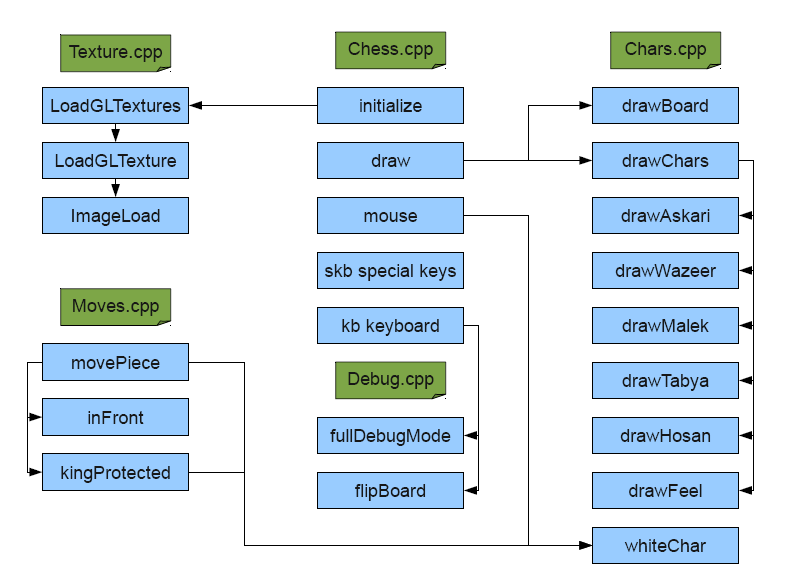 Texture.cpp
LoadGLTextures
LoadGLTexture
ImageLoad
Moves.cpp
movePiece
inFront
kingProtected
Chess.cpp
initialize
draw
mouse
skb special keys
kb keyboard
Debug.cpp
fullDebugMode
flipBoard
Chars.cpp
drawBoard
drawChars
drawAskari
drawWazeer
drawMalek
drawTabya
drawHosan
drawFeel
whiteChar